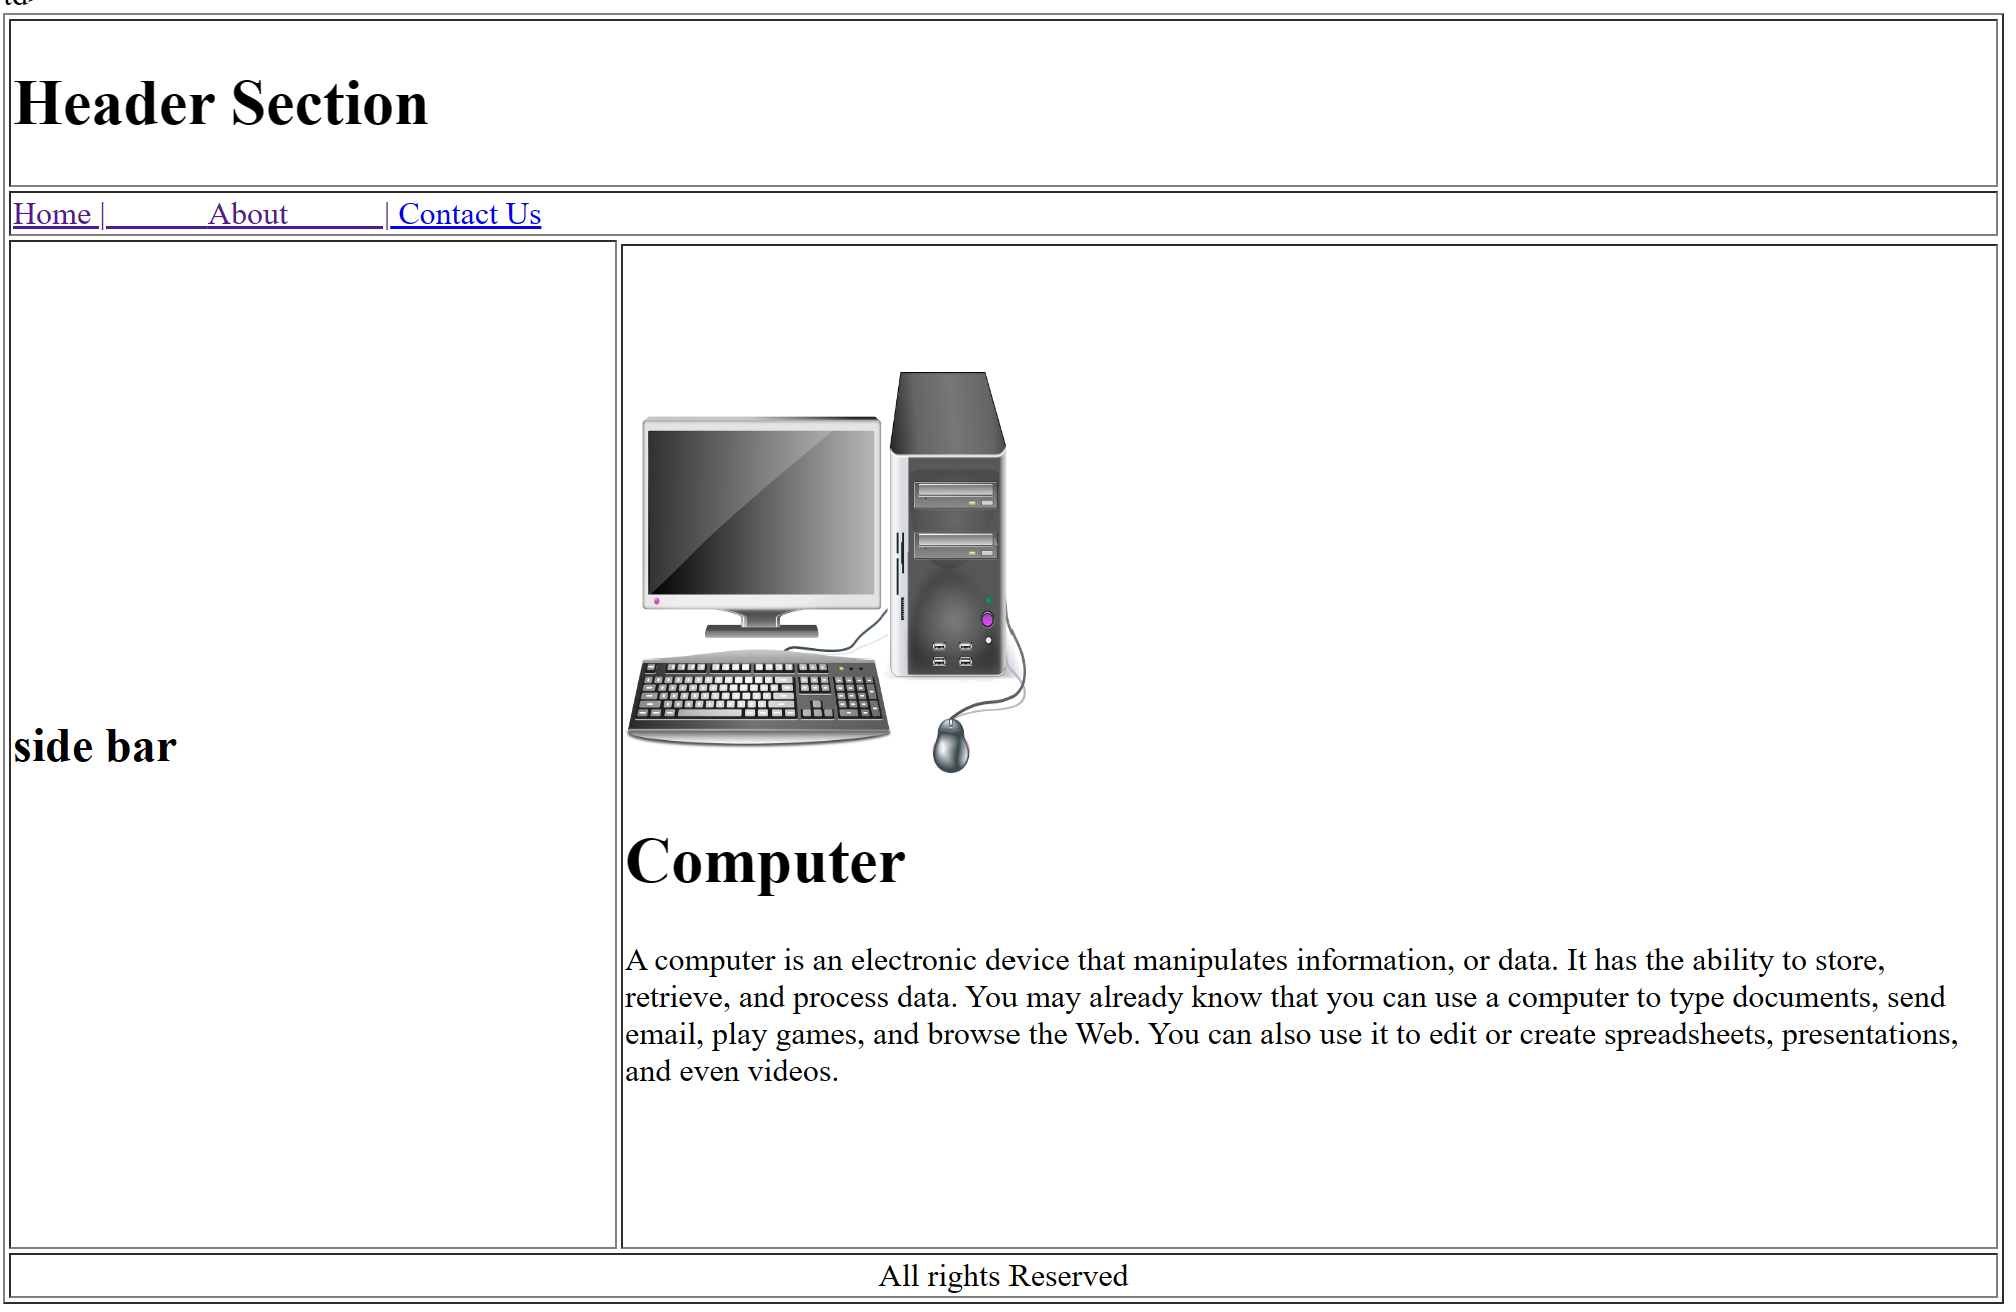 td>
Header Section
Home | About | Contact Us
side bar
Computer
A computer is an electronic device that manipulates information, or data. It has the ability to store,
retrieve, and process data. You may already know that you can use a computer to type documents, send
email, play games, and browse the Web. You can also use it to edit or create spreadsheets, presentations,
and even videos.
All rights Reserved